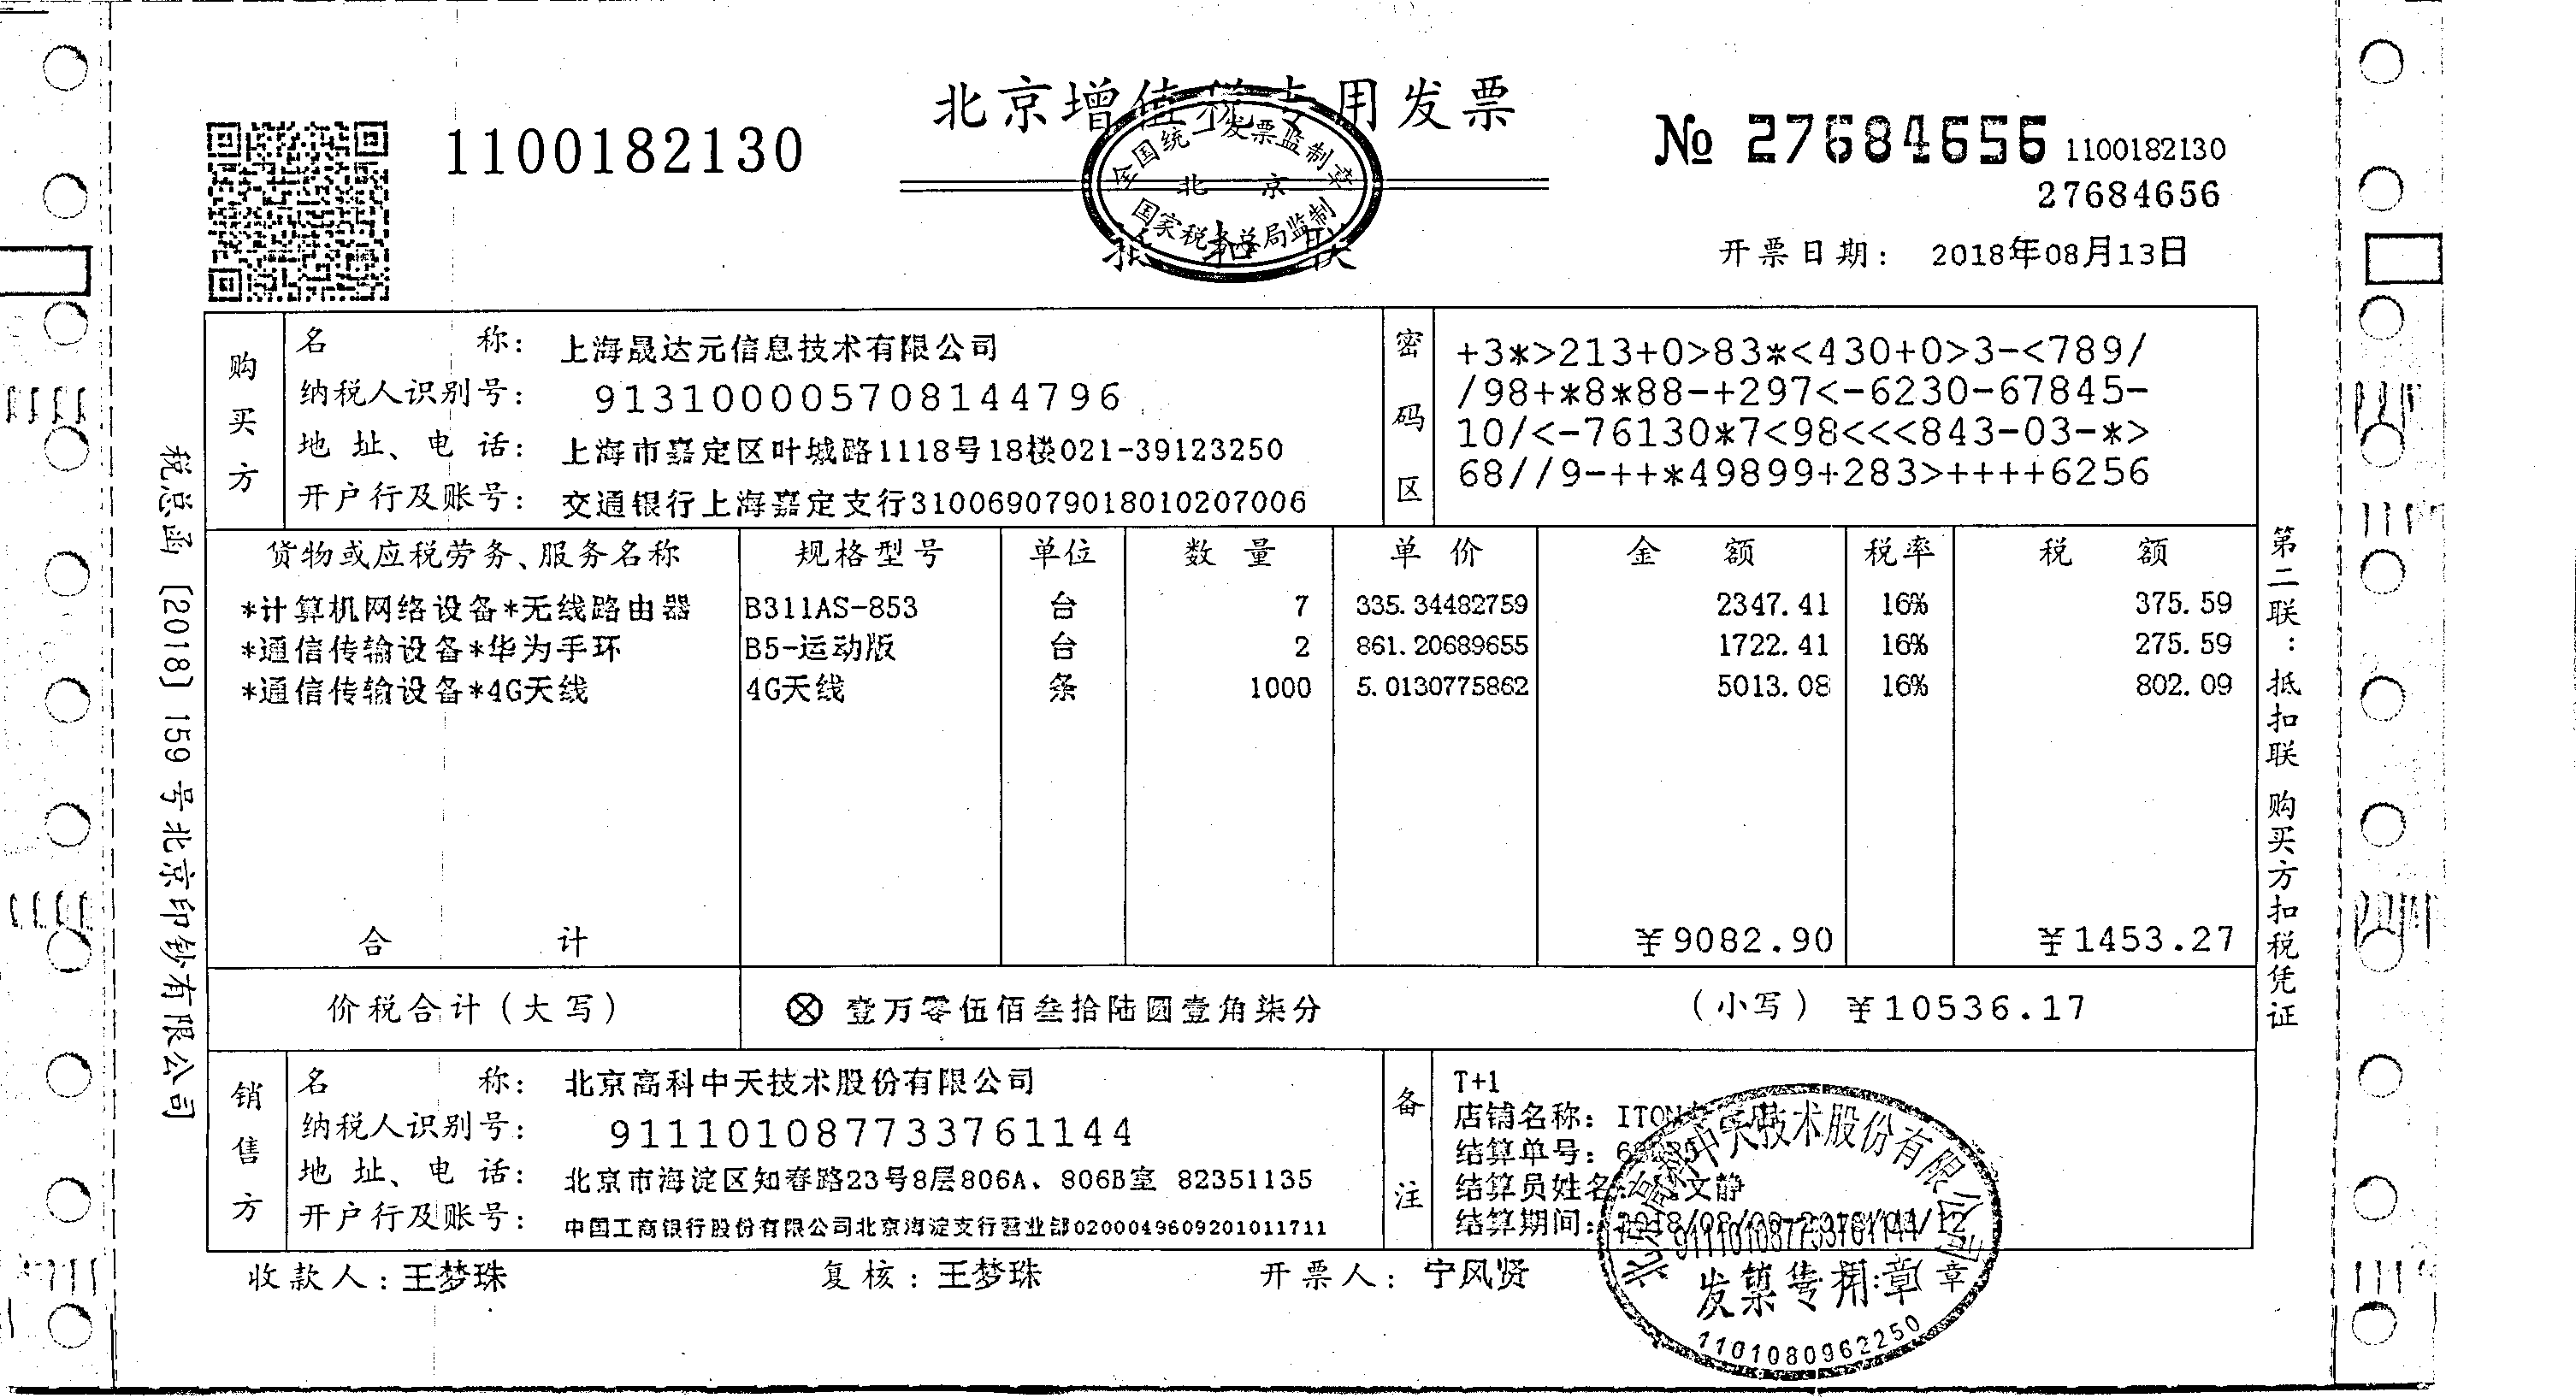 北京增值税专用发票
1100182130
No 27684656 1100182130
27684656
全国统一发票监制章
北京
国家税务总局监制
抵扣联
开票日期: 2018年08月13日
购买方
名 称: 上海晟达元信息技术有限公司
纳税人识别号: 913100005708144796
地 址、电 话: 上海市嘉定区叶城路1118号18楼021-39123250
开户行及账号: 交通银行上海嘉定支行310069079018010207006
密码区
+3*>213+0>83*<430+0>3-<789/
/98+*8*88-+297<-6230-67845-
10/<-76130*7<98<<<843-03-*>
68//9-++*49899+283>++++6256
货物或应税劳务、服务名称 规格型号 单位 数 量 单 价 金 额 税率 税 额
*计算机网络设备*无线路由器 B311AS-853 台 7 335.34482759 2347.41 16% 375.59
*通信传输设备*华为手环 B5-运动版 台 2 861.20689655 1722.41 16% 275.59
*通信传输设备*4G天线 4G天线 条 1000 5.0130775862 5013.08 16% 802.09
合 计 ¥9082.90 ¥1453.27
价税合计(大写) ⊗ 壹万零伍佰叁拾陆圆壹角柒分 (小写) ¥10536.17
销售方
名 称: 北京高科中天技术股份有限公司
纳税人识别号: 911101087733761144
地 址、电 话: 北京市海淀区知春路23号8层806A、806B室 82351135
开户行及账号: 中国工商银行股份有限公司北京海淀支行营业部0200049609201011711
备注
T+1
店铺名称:
结算单号:
结算员姓名: 文静
结算期间:
收款人: 王梦珠 复核: 王梦珠 开票人: 宁风贤 章
北京高科中天技术股份有限公司
911101087733761144
发票专用章
1101080962250
税总函〔2018〕159号北京印钞有限公司
第二联:抵扣联 购买方扣税凭证